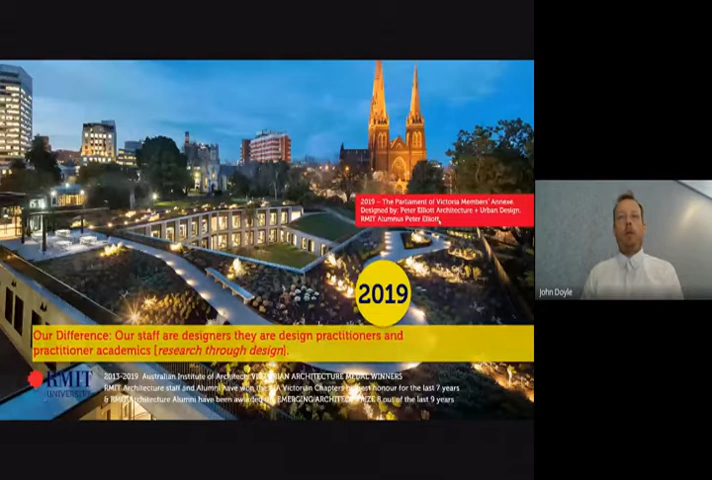 2019 – The Parliament of Victoria Members' Annexe.
Designed by: Peter Elliott Architecture + Urban Design.
RMIT Alumnus Peter Elliott.
2019
John Doyle
Our Difference: Our staff are designers they are design practitioners and
practitioner academics [research through design].
RMIT
UNIVERSITY
2013-2019 Australian Institute of Architects VICTORIAN ARCHITECTURE MEDAL WINNERS
RMIT Architecture staff and Alumni have won the AIA Victorian Chapters highest honour for the last 7 years
& RMIT Architecture Alumni have been awarded EMERGING ARCHITECT PRIZE 8 out of the last 9 years